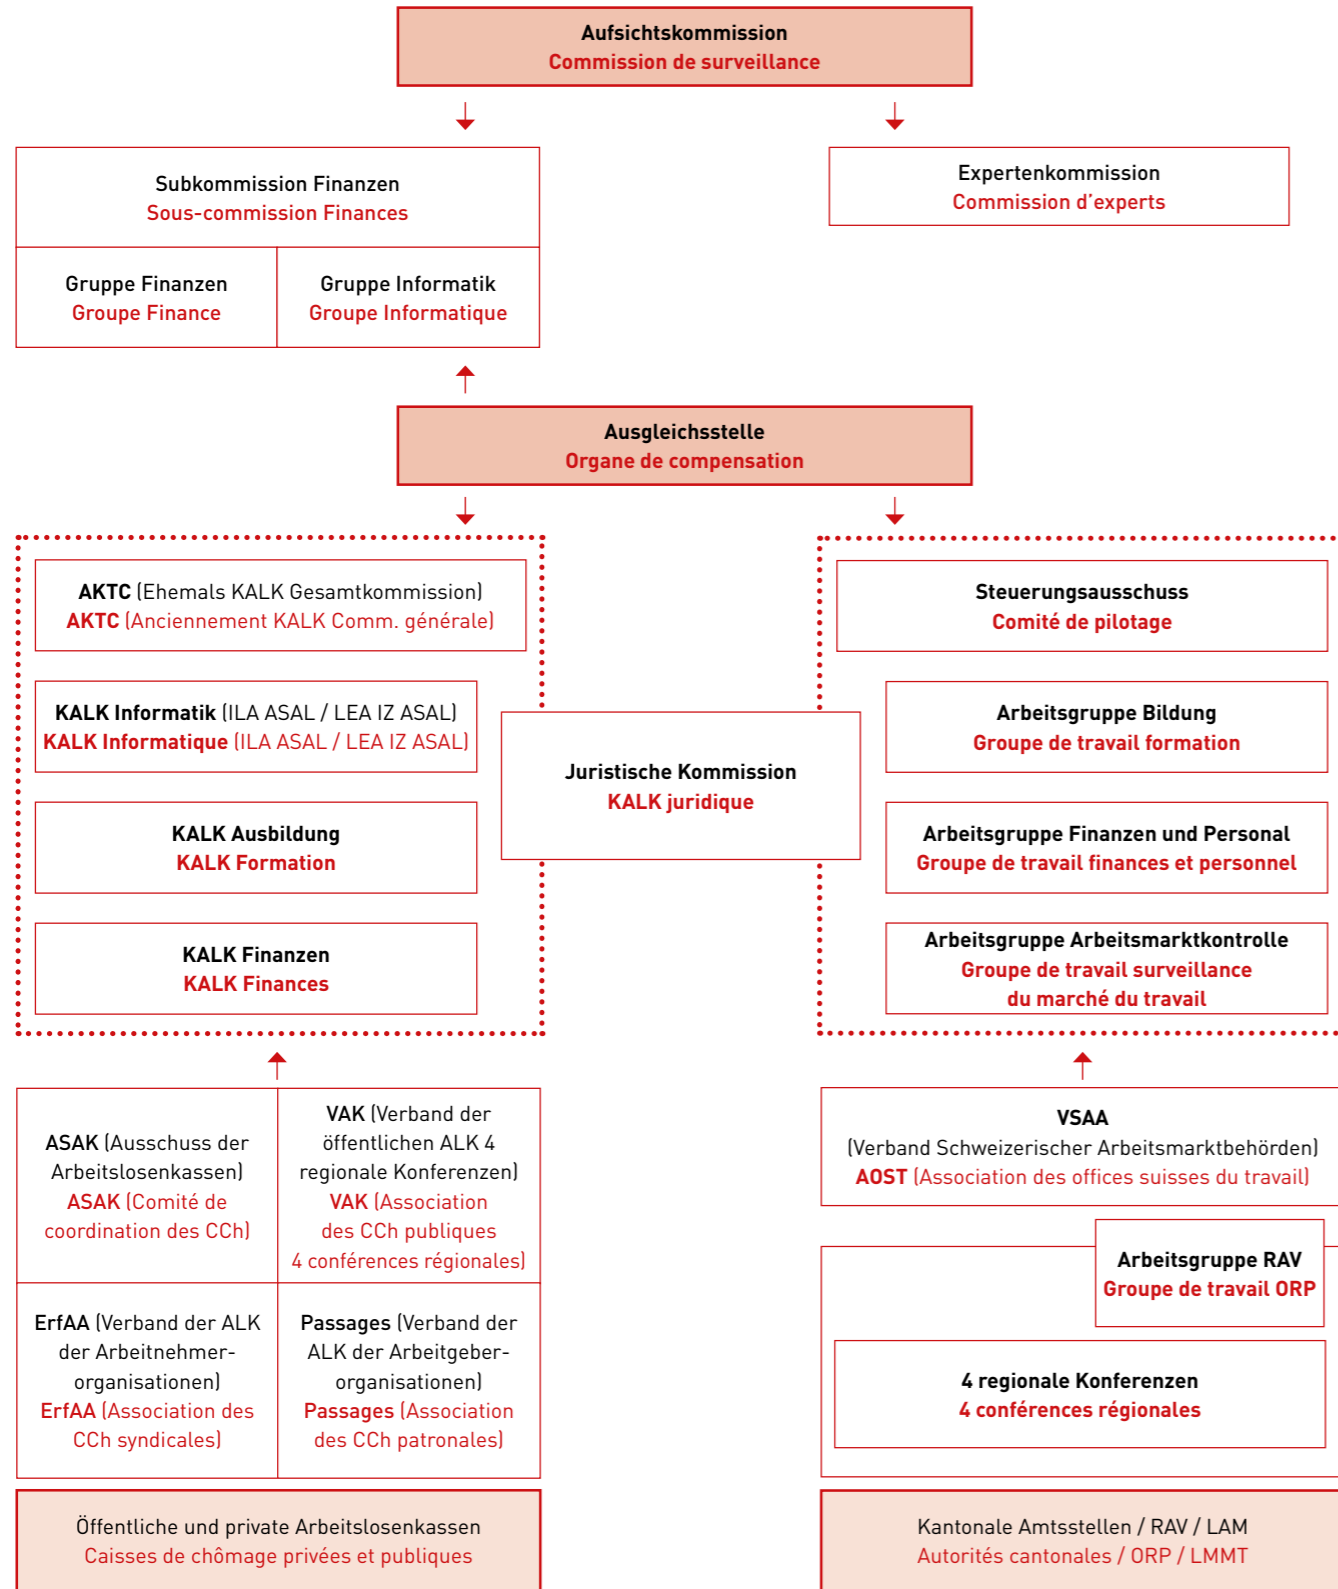 Aufsichtskommission
Commission de surveillance
Subkommission Finanzen
Sous-commission Finances
Gruppe Finanzen
Groupe Finance
Gruppe Informatik
Groupe Informatique
Expertenkommission
Commission d'experts
Ausgleichsstelle
Organe de compensation
AKTC (Ehemals KALK Gesamtkommission)
AKTC (Anciennement KALK Comm. générale)
KALK Informatik (ILA ASAL / LEA IZ ASAL)
KALK Informatique (ILA ASAL / LEA IZ ASAL)
KALK Ausbildung
KALK Formation
KALK Finanzen
KALK Finances
Juristische Kommission
KALK juridique
Steuerungsausschuss
Comité de pilotage
Arbeitsgruppe Bildung
Groupe de travail formation
Arbeitsgruppe Finanzen und Personal
Groupe de travail finances et personnel
Arbeitsgruppe Arbeitsmarktkontrolle
Groupe de travail surveillance
du marché du travail
ASAK (Ausschuss der
Arbeitslosenkassen)
ASAK (Comité de
coordination des CCh)
VAK (Verband der
öffentlichen ALK 4
regionale Konferenzen)
VAK (Association
des CCh publiques
4 conférences régionales)
ErfAA (Verband der ALK
der Arbeitnehmer-
organisationen)
ErfAA (Association des
CCh syndicales)
Passages (Verband der
ALK der Arbeitgeber-
organisationen)
Passages (Association
des CCh patronales)
Öffentliche und private Arbeitslosenkassen
Caisses de chômage privées et publiques
VSAA
(Verband Schweizerischer Arbeitsmarktbehörden)
AOST (Association des offices suisses du travail)
Arbeitsgruppe RAV
Groupe de travail ORP
4 regionale Konferenzen
4 conférences régionales
Kantonale Amtsstellen / RAV / LAM
Autorités cantonales / ORP / LMMT